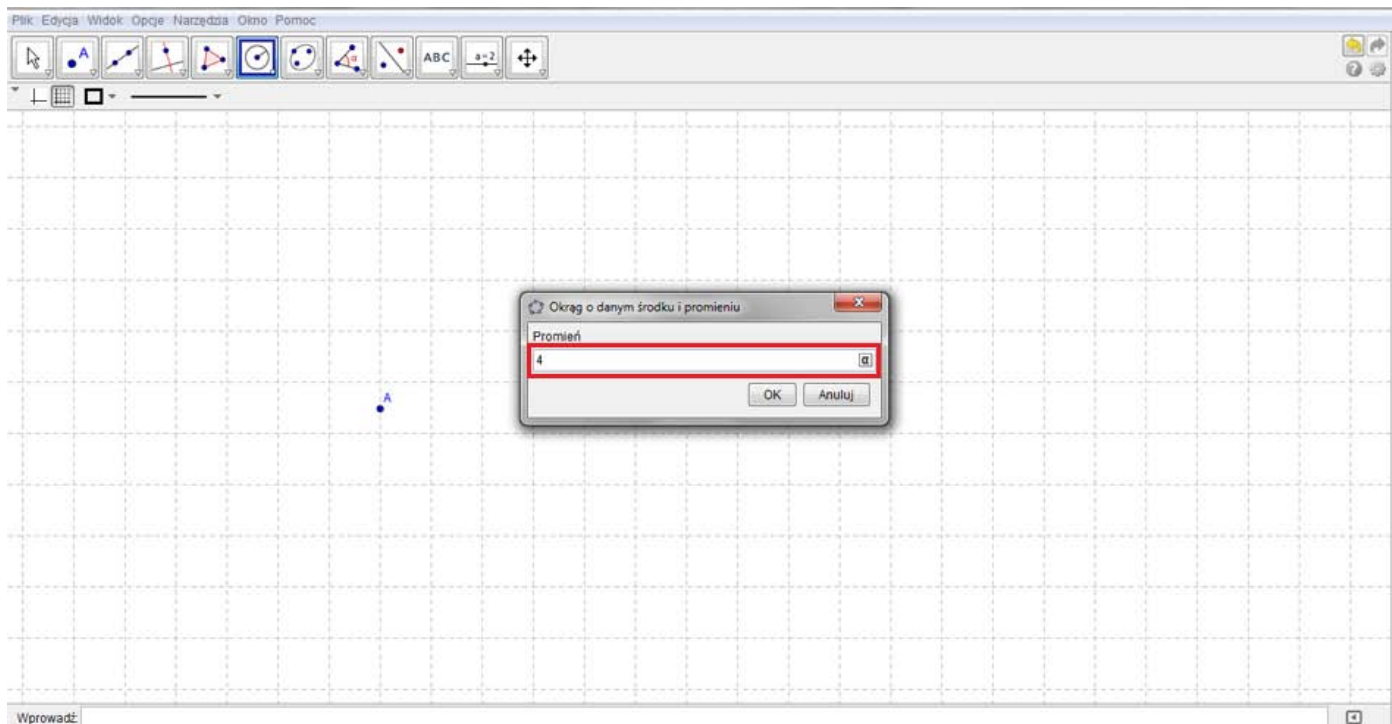 Plik Edycja Widok Opcje Narzędzia Okno Pomoc
A ABC a=2
Okrąg o danym środku i promieniu
Promień
4 α
OK Anuluj
A
Wprowadź: